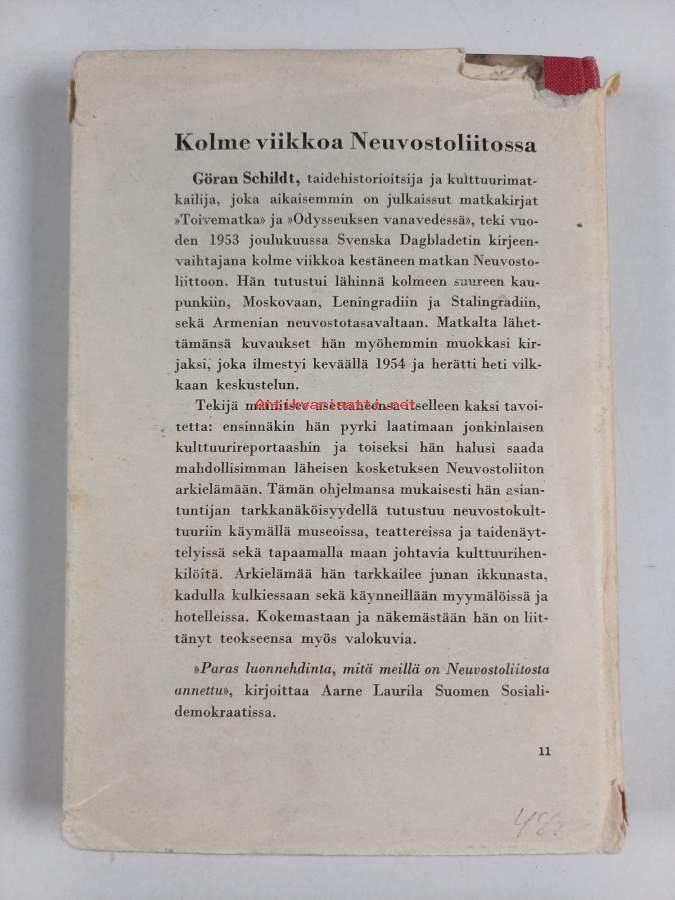 Kolme viikkoa Neuvostoliitossa
Göran Schildt, taidehistorioitsija ja kulttuurimat-
kailija, joka aikaisemmin on julkaissut matkakirjat
»Toivematka» ja »Odysseuksen vanavedessä», teki vuo-
den 1953 joulukuussa Svenska Dagbladetin kirjeen-
vaihtajana kolme viikkoa kestäneen matkan Neuvosto-
liittoon. Hän tutustui lähinnä kolmeen suureen kau-
punkiin, Moskovaan, Leningradiin ja Stalingradiin,
sekä Armenian neuvostotasavaltaan. Matkalta lähet-
tämänsä kuvaukset hän myöhemmin muokkasi kir-
jaksi, joka ilmestyi keväällä 1954 ja herätti heti vilk-
kaan keskustelun.
Tekijä mainitsee asettaneensa itselleen kaksi tavoi-
Antikvariaatti.net
tetta: ensinnäkin hän pyrki laatimaan jonkinlaisen
kulttuurireportaashin ja toiseksi hän halusi saada
mahdollisimman läheisen kosketuksen Neuvostoliiton
arkielämään. Tämän ohjelmansa mukaisesti hän asian-
tuntijan tarkkanäköisyydellä tutustuu neuvostokult-
tuuriin käymällä museoissa, teattereissa ja taidenäyt-
telyissä sekä tapaamalla maan johtavia kulttuurihen-
kilöitä. Arkielämää hän tarkkailee junan ikkunasta,
kadulla kulkiessaan sekä käynneillään myymälöissä ja
hotelleissa. Kokemastaan ja näkemästään hän on liit-
tänyt teokseensa myös valokuvia.
»Paras luonnehdinta, mitä meillä on Neuvostoliitosta
annettu», kirjoittaa Aarne Laurila Suomen Sosiali-
demokraatissa.
11